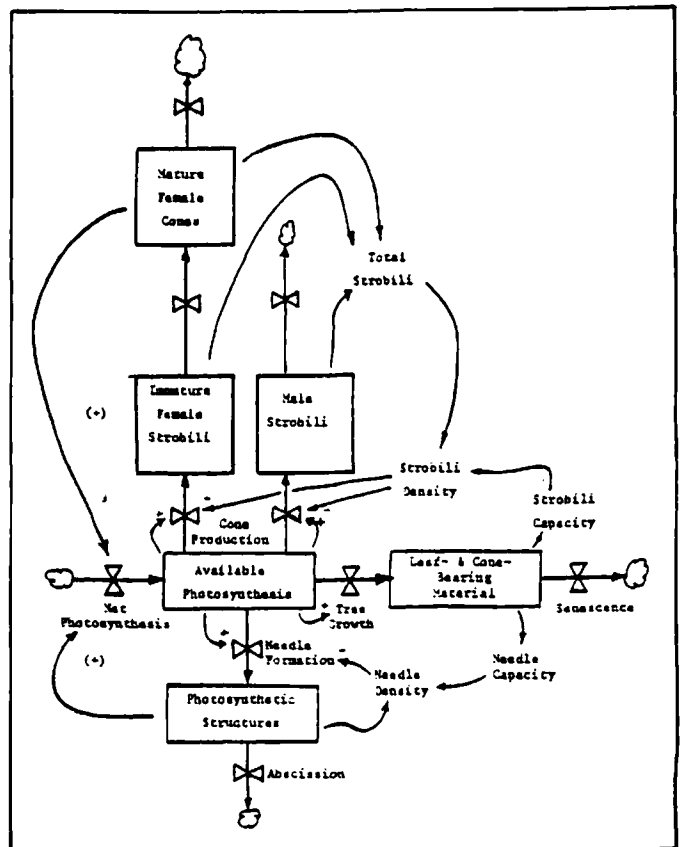 Mature
Female
Cones
Total
Strobili
Immature
Female
Strobili
Male
Strobili
(+)
Strobili
Density
Strobili
Capacity
+
-
+
-
Cone
Production
Available
Photosynthesis
Leaf- & Cone-
Bearing
Material
Net
Photosynthesis
+
Tree
Growth
Senescence
+
Needle
Formation
-
(+)
Needle
Density
Needle
Capacity
Photosynthetic
Structures
Abscission